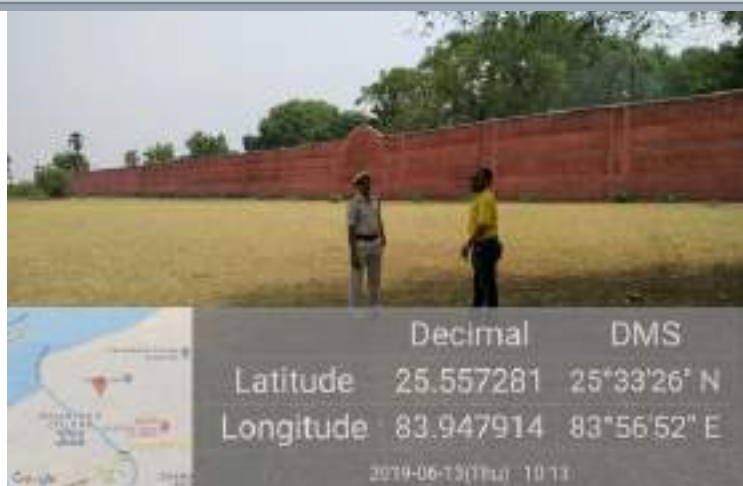 Decimal DMS
Latitude 25.557281 25°33'26" N
Longitude 83.947914 83°56'52" E
2019-06-13(Thu) 10:13
Google